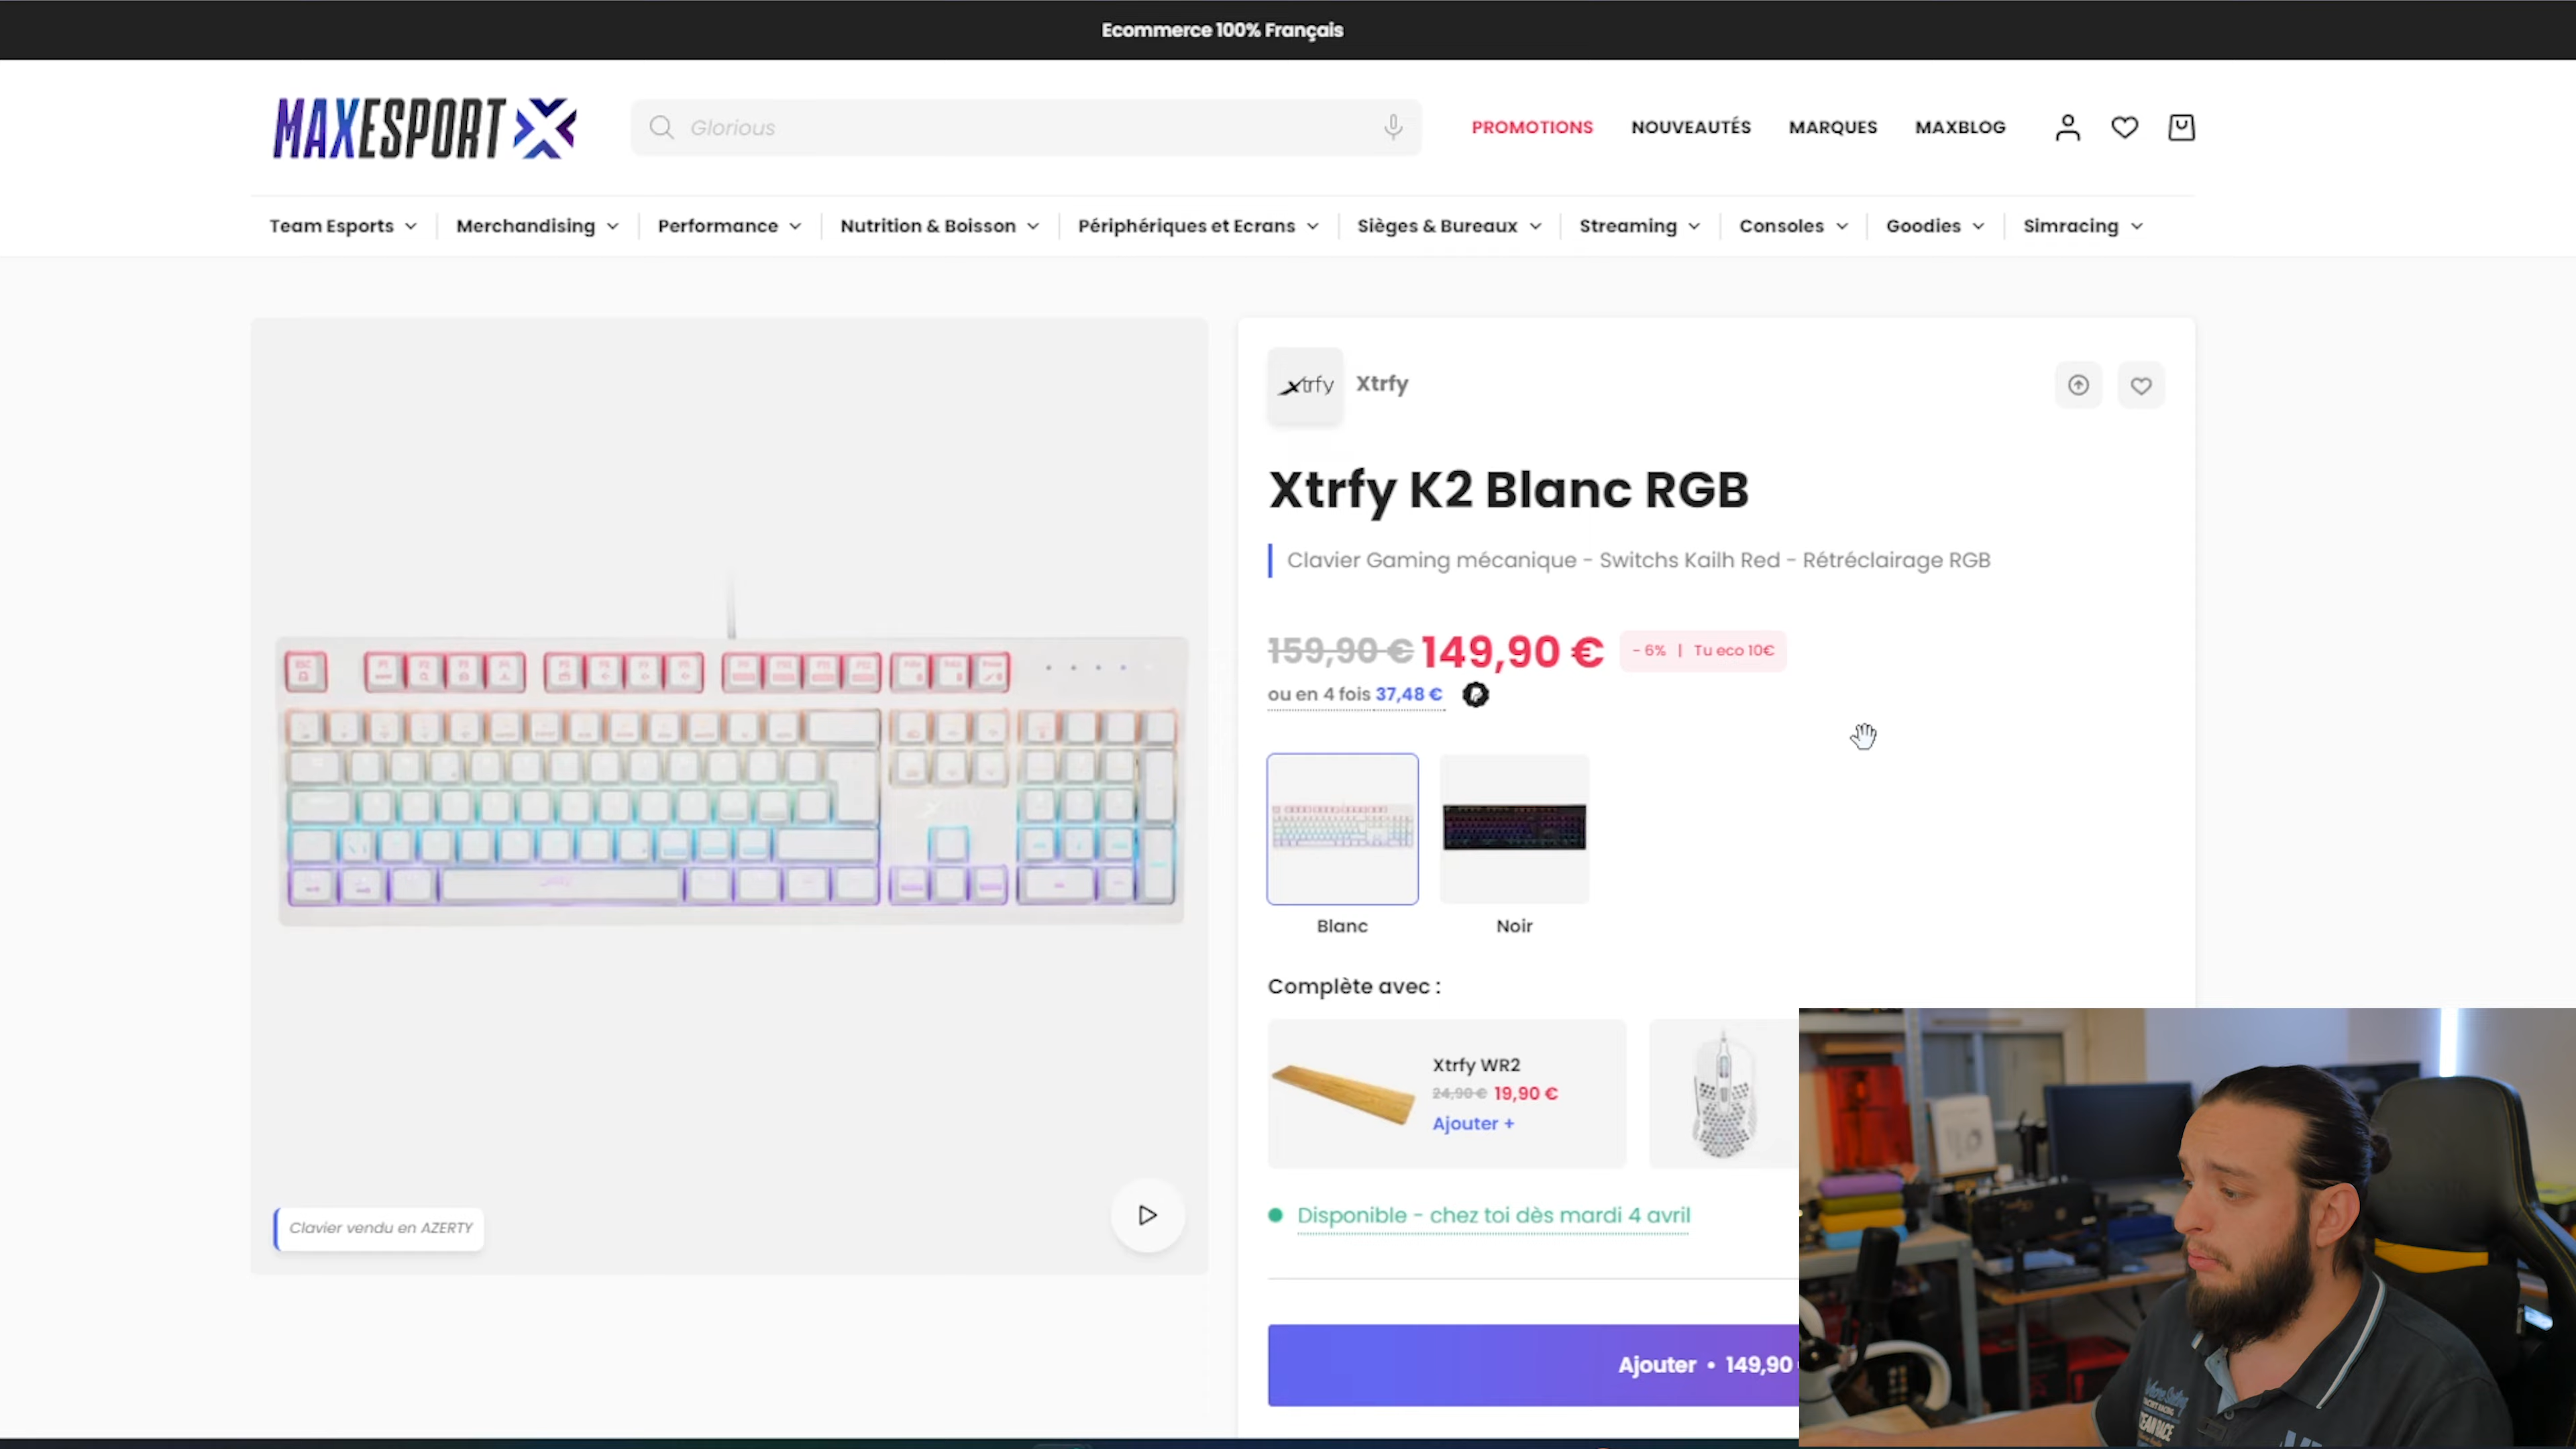 Ecommerce 100% Français
MAXESPORT
Glorious
PROMOTIONS
NOUVEAUTÉS
MARQUES
MAXBLOG
Team Esports
Merchandising
Performance
Nutrition & Boisson
Périphériques et Ecrans
Sièges & Bureaux
Streaming
Consoles
Goodies
Simracing
xtrfy
Xtrfy
Xtrfy K2 Blanc RGB
Clavier Gaming mécanique - Switchs Kailh Red - Rétréclairage RGB
159,90 € 149,90 € - 6% | Tu eco 10€
ou en 4 fois 37,48 €
Blanc
Noir
Complète avec :
Xtrfy WR2
24,90 € 19,90 €
Ajouter +
Disponible - chez toi dès mardi 4 avril
Clavier vendu en AZERTY
Ajouter • 149,90